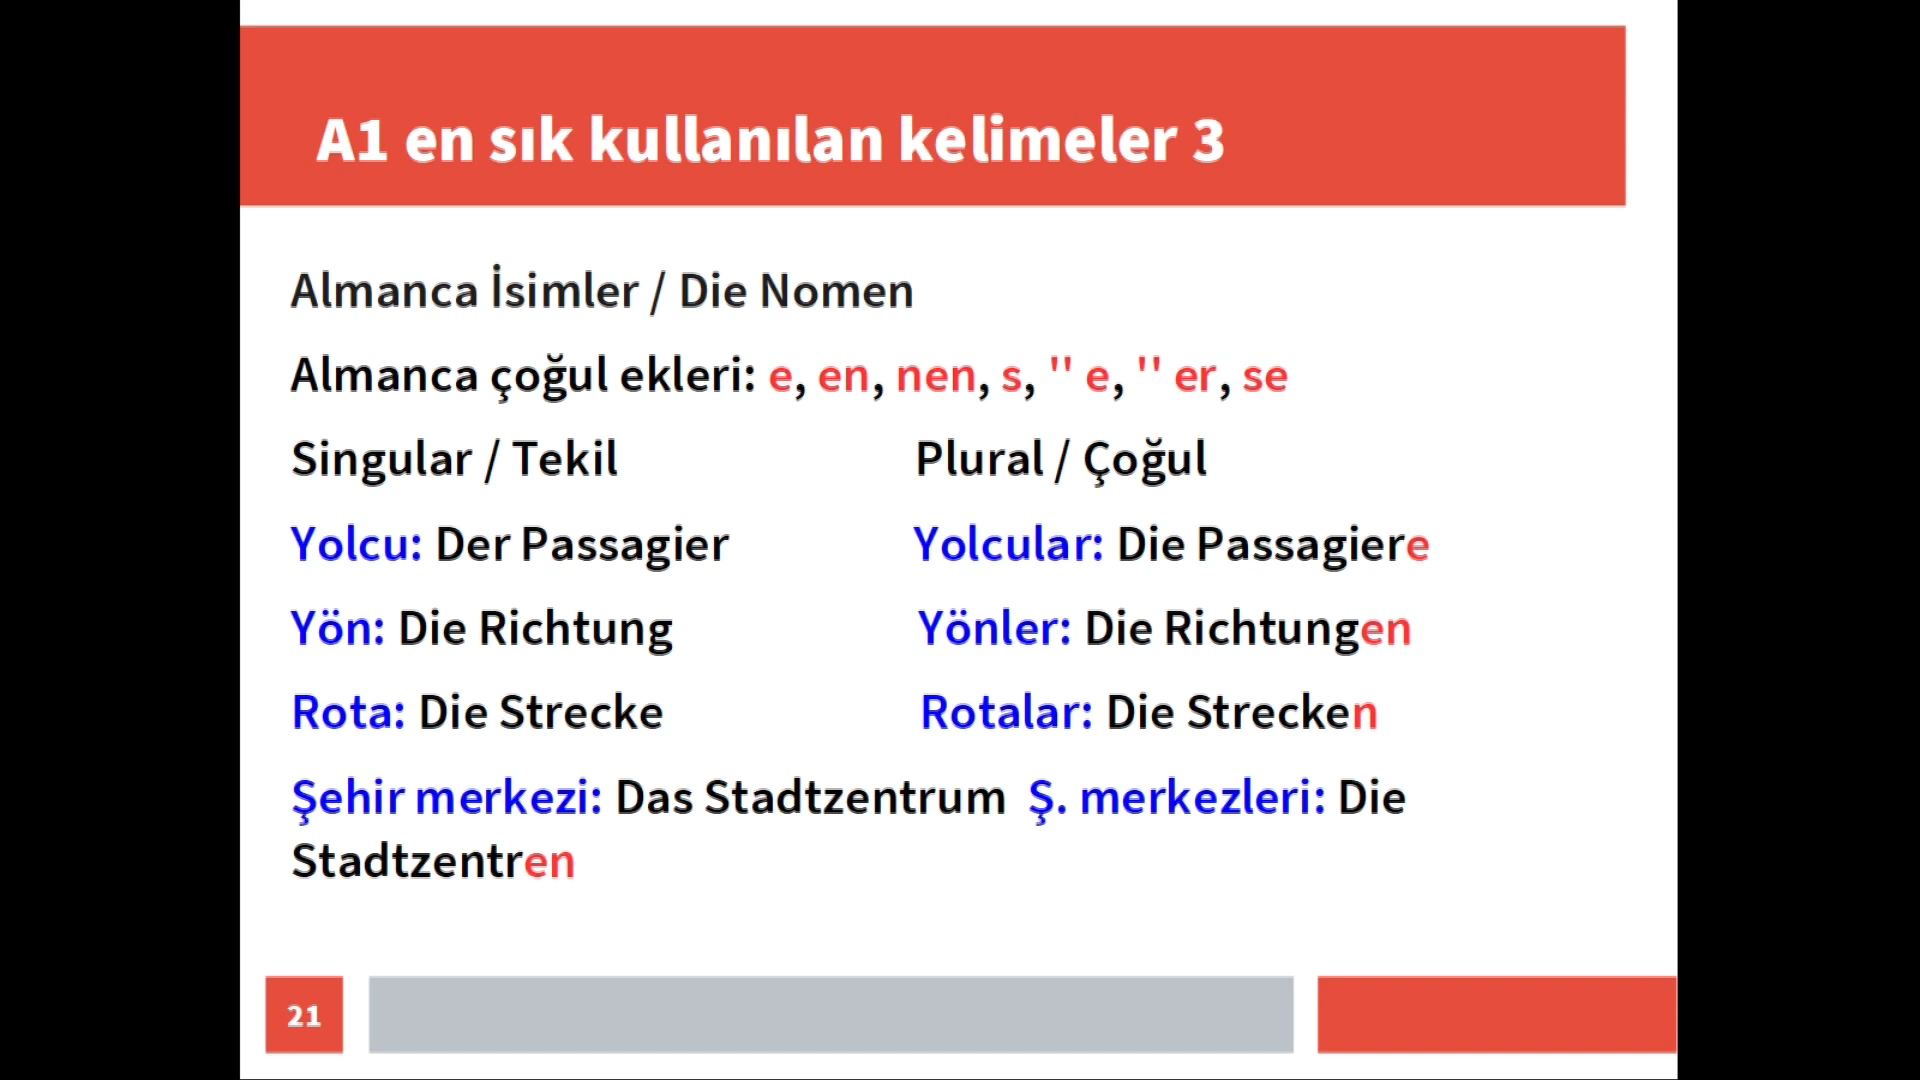 A1 en sık kullanılan kelimeler 3
Almanca İsimler / Die Nomen
Almanca çoğul ekleri: e, en, nen, s, '' e, '' er, se
Singular / Tekil Plural / Çoğul
Yolcu: Der Passagier Yolcular: Die Passagiere
Yön: Die Richtung Yönler: Die Richtungen
Rota: Die Strecke Rotalar: Die Strecken
Şehir merkezi: Das Stadtzentrum Ş. merkezleri: Die
Stadtzentren
21